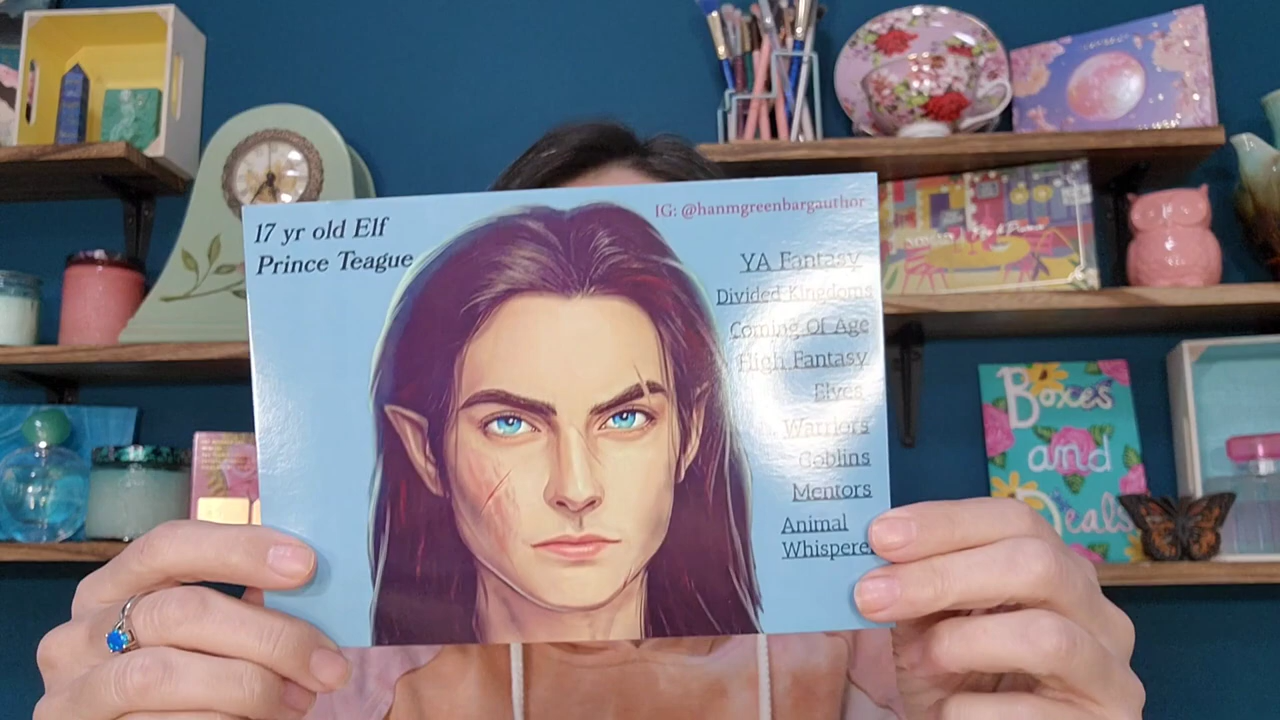 17 yr old Elf
Prince Teague
IG: @hanmgreenbargauthor
YA Fantasy
Divided Kingdoms
Coming Of Age
High Fantasy
Elves
Warriors
Goblins
Mentors
Animal
Whispere
Boxes
and
Deals